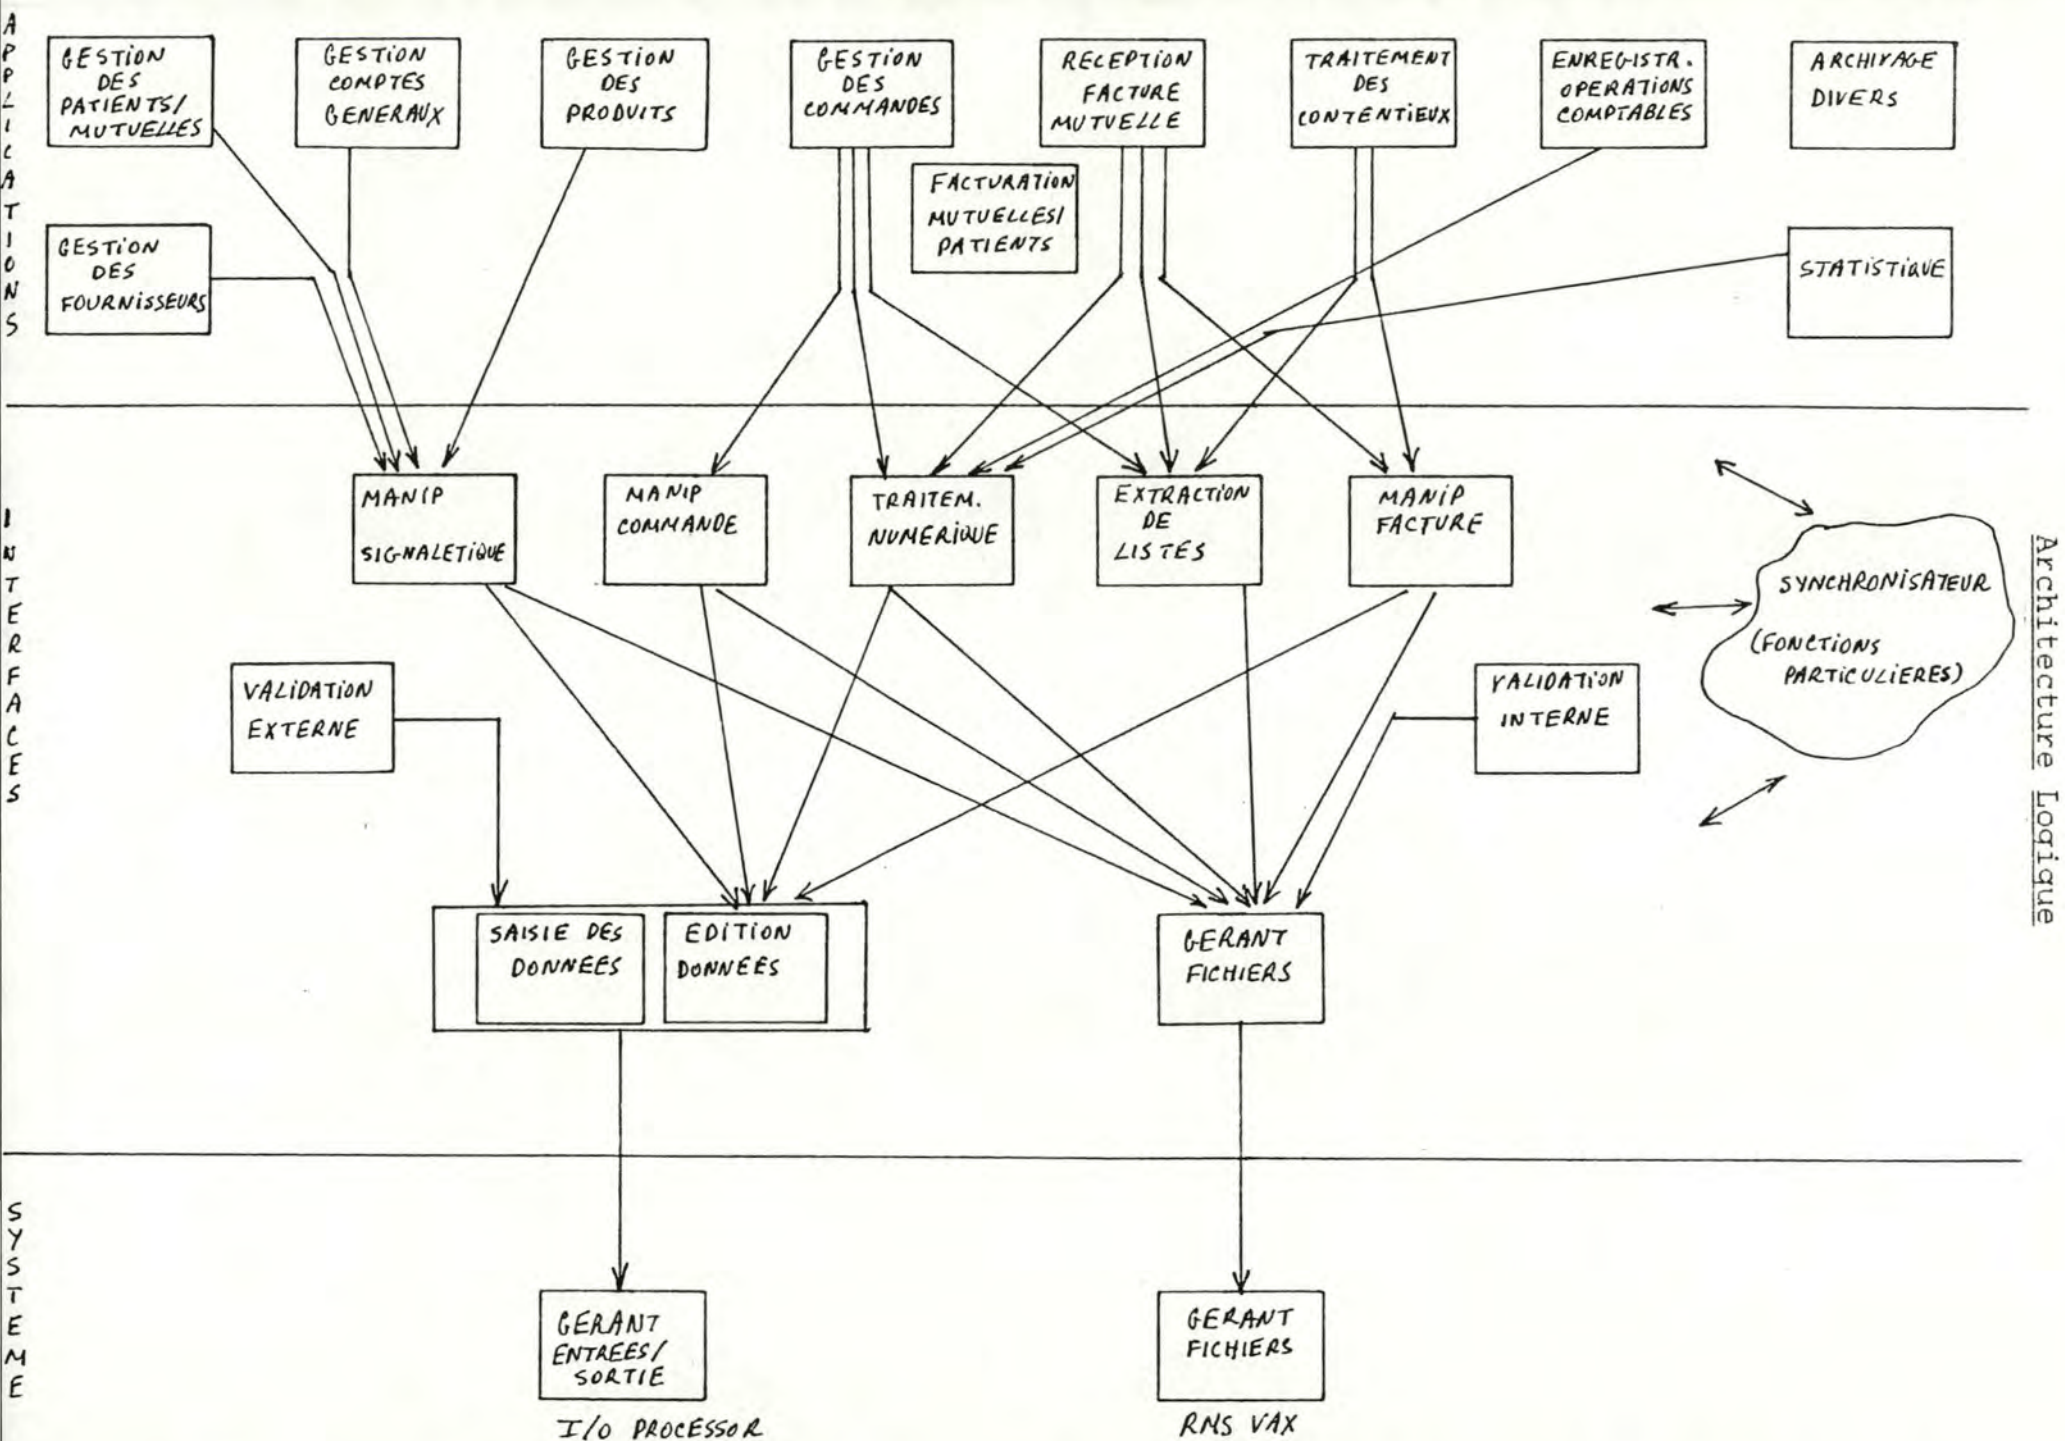 APPLICATIONS
GESTION
DES
PATIENTS/
MUTUELLES
GESTION
COMPTES
GENERAUX
GESTION
DES
PRODUITS
GESTION
DES
COMMANDES
RECEPTION
FACTURE
MUTUELLE
TRAITEMENT
DES
CONTENTIEUX
ENREGISTR.
OPERATIONS
COMPTABLES
ARCHIVAGE
DIVERS
FACTURATION
MUTUELLES/
PATIENTS
GESTION
DES
FOURNISSEURS
STATISTIQUE
INTERFACES
MANIP
SIGNALETIQUE
MANIP
COMMANDE
TRAITEM.
NUMERIQUE
EXTRACTION
DE
LISTES
MANIP
FACTURE
SYNCHRONISATEUR
(FONCTIONS
PARTICULIERES)
VALIDATION
EXTERNE
VALIDATION
INTERNE
SAISIE DES
DONNEES
EDITION
DONNEES
GERANT
FICHIERS
SYSTEME
GERANT
ENTREES/
SORTIE
GERANT
FICHIERS
I/O PROCESSOR
RMS VAX
Architecture Logique